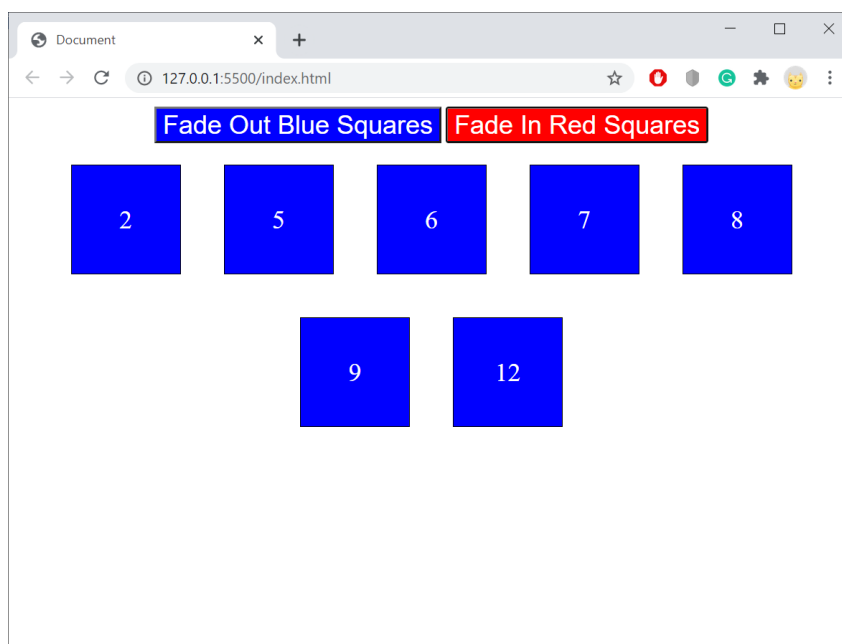 Document
127.0.0.1:5500/index.html
Fade Out Blue Squares Fade In Red Squares
2 5 6 7 8
9 12